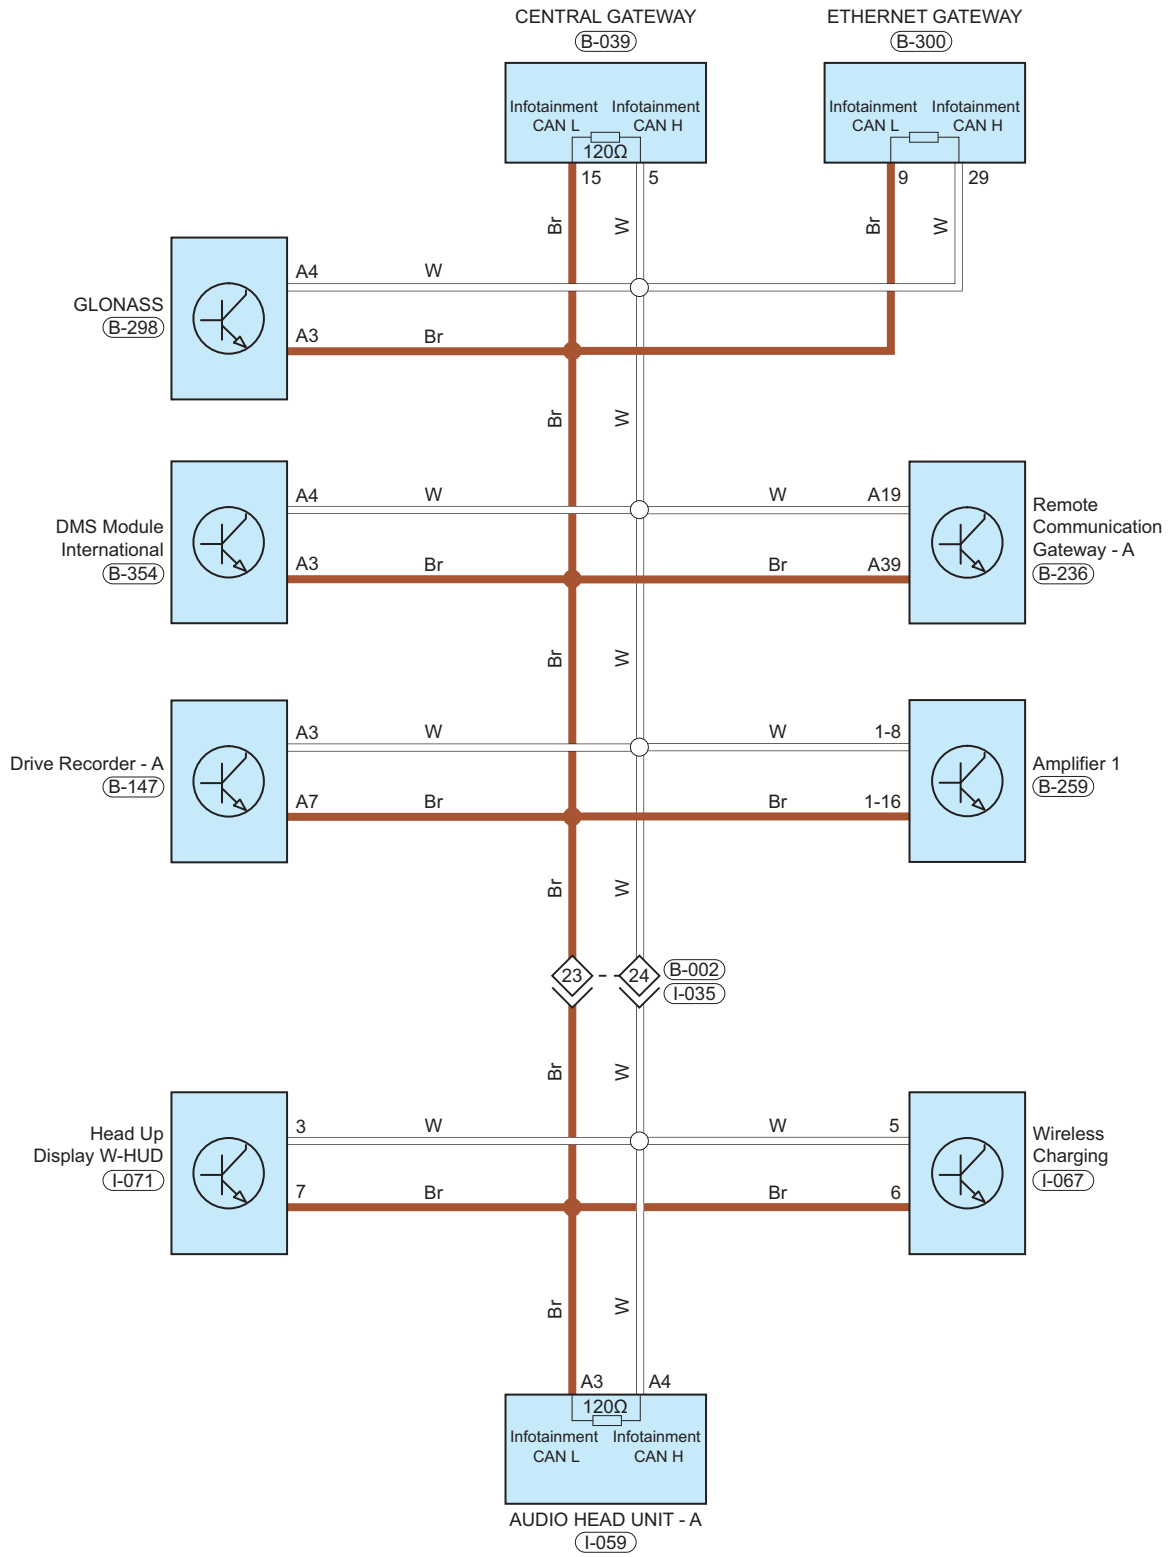 CENTRAL GATEWAY
B-039
ETHERNET GATEWAY
B-300
Infotainment
CAN L
Infotainment
CAN H
120Ω
15
5
Infotainment
CAN L
Infotainment
CAN H
9
29
Br
W
Br
W
GLONASS
B-298
A4
W
A3
Br
Br
W
DMS Module
International
B-354
A4
W
A3
Br
W
A19
Br
A39
Remote
Communication
Gateway - A
B-236
Br
W
Drive Recorder - A
B-147
A3
W
A7
Br
W
1-8
Br
1-16
Amplifier 1
B-259
Br
W
23
24
B-002
I-035
Br
W
Head Up
Display W-HUD
I-071
3
W
7
Br
W
5
Br
6
Wireless
Charging
I-067
Br
W
A3
A4
120Ω
Infotainment
CAN L
Infotainment
CAN H
AUDIO HEAD UNIT - A
I-059